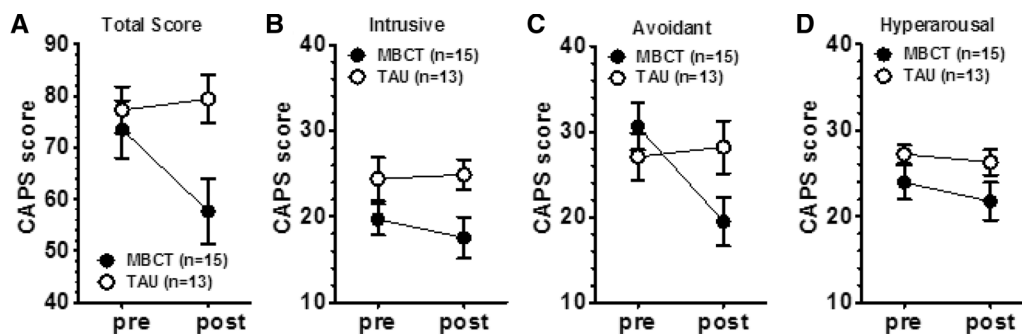 A Total Score
CAPS score
90
80
70
60
50
40
MBCT (n=15)
TAU (n=13)
pre post
B Intrusive
CAPS score
40
30
20
10
MBCT (n=15)
TAU (n=13)
pre post
C Avoidant
CAPS score
40
30
20
10
MBCT (n=15)
TAU (n=13)
pre post
D Hyperarousal
CAPS score
40
30
20
10
MBCT (n=15)
TAU (n=13)
pre post